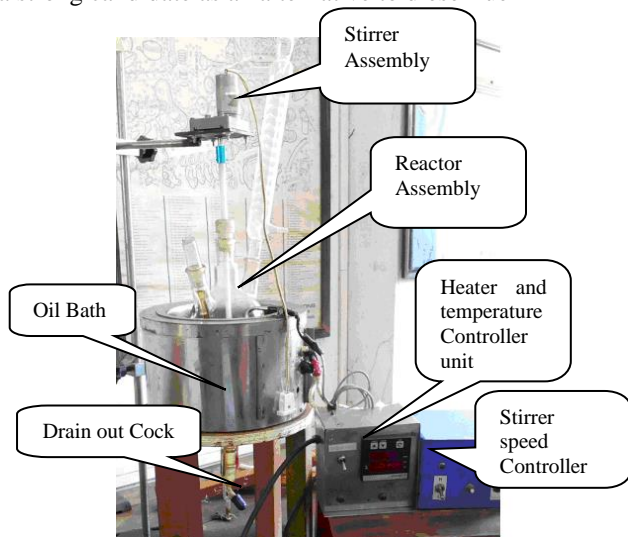 Stirrer
Assembly
Reactor
Assembly
Heater and
temperature
Controller
unit
Oil Bath
Stirrer
speed
Controller
Drain out Cock